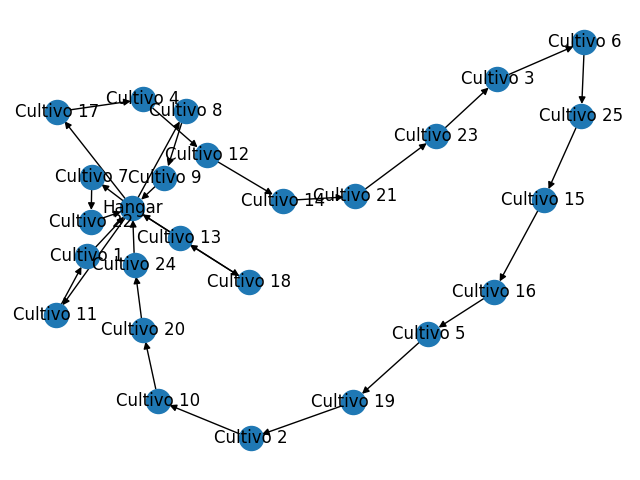 Cultivo 6
Cultivo 3
Cultivo 4
Cultivo 17
Cultivo 8
Cultivo 25
Cultivo 23
Cultivo 12
Cultivo 7
Cultivo 9
Cultivo 14
Cultivo 21
Cultivo 15
Hangar
Cultivo 22
Cultivo 13
Cultivo 1
Cultivo 24
Cultivo 18
Cultivo 16
Cultivo 11
Cultivo 20
Cultivo 5
Cultivo 10
Cultivo 19
Cultivo 2